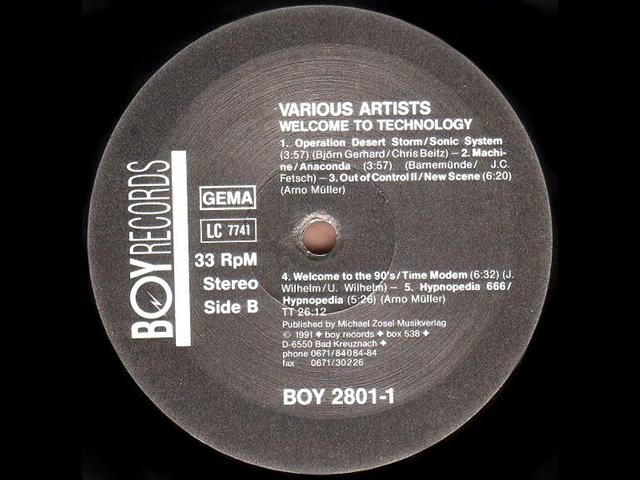 VARIOUS ARTISTS
WELCOME TO TECHNOLOGY
1. Operation Desert Storm/Sonic System
(3:57) (Björn Gerhard/Chris Beitz) — 2. Machi-
ne/Anaconda (3:57) (Barnemünde/ J.C.
Fetsch) — 3. Out of Control II/New Scene (6:20)
(Arno Müller)
BOY RECORDS
GEMA
LC 7741
33 RpM
Stereo
Side B
4. Welcome to the 90's/Time Modem (6:32) (J.
Wilhelm/U. Wilhelm) — 5. Hypnopedia 666/
Hypnopedia (5:26) (Arno Müller)
TT 26:12
Published by Michael Zosel Musikverlag
© 1991 ✦ boy records ✦ box 538 ✦
D-6550 Bad Kreuznach ✦
phone 0671/84084-84
fax 0671/30226
BOY 2801-1